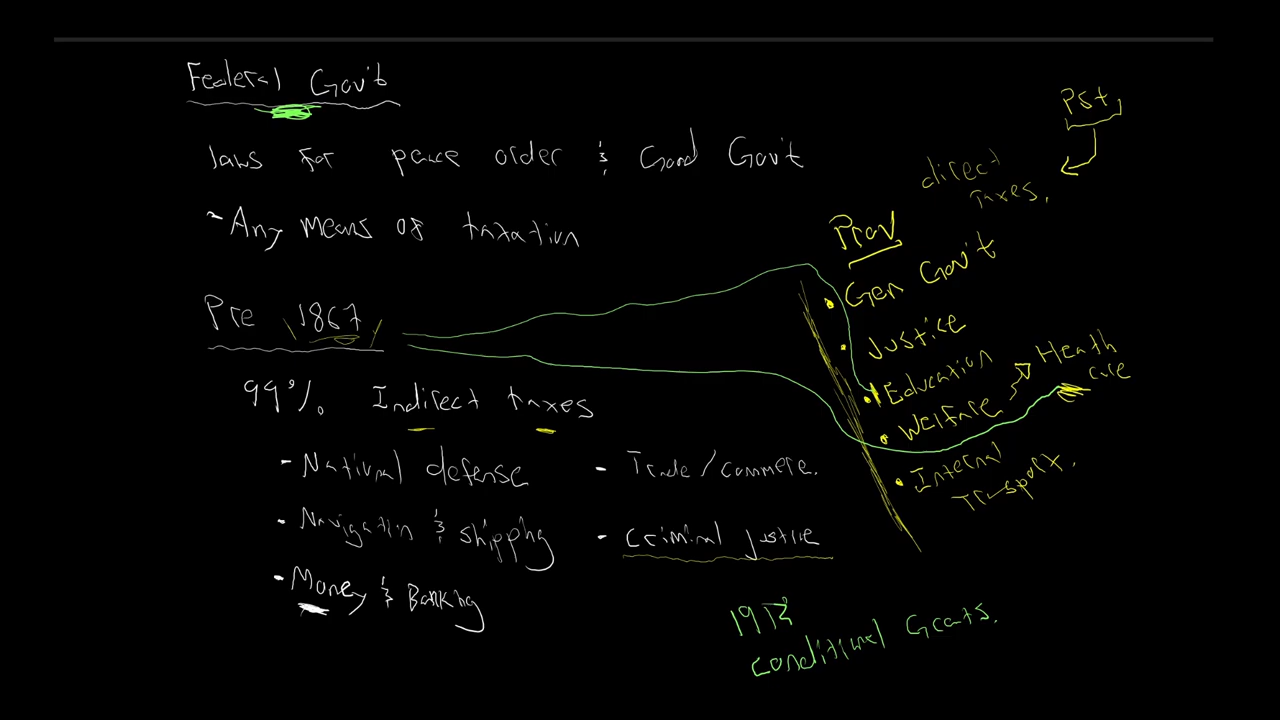 Federal Gov't
laws for peace order & Good Gov't
Any means of taxation
Pre 1867
99% Indirect taxes
- National defense
- Navigation & shipping
- Money & Banking
- Trade/commerce.
- criminal justice
Pst
direct
taxes.
Prov
• Gen Gov't
• Justice
• Education
• Welfare
Health
care
• Internal
Transport.
conditional Grants.